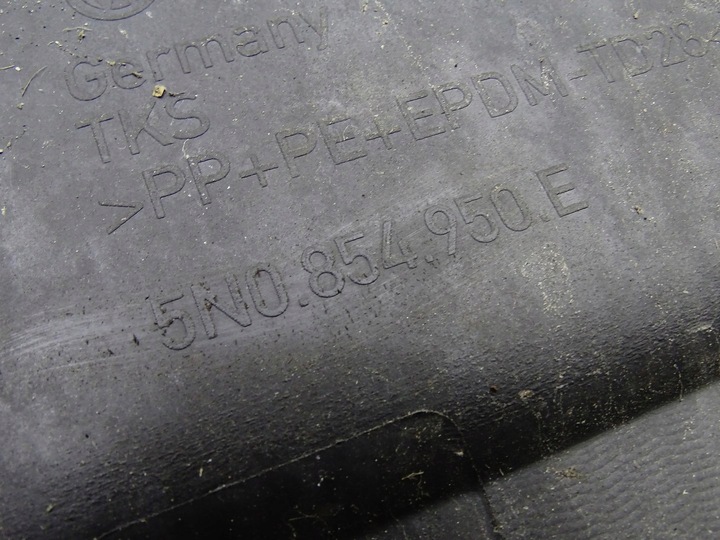 Germany
TKS
>PP+PE+EPDM-TD28
5N0.854.950.E